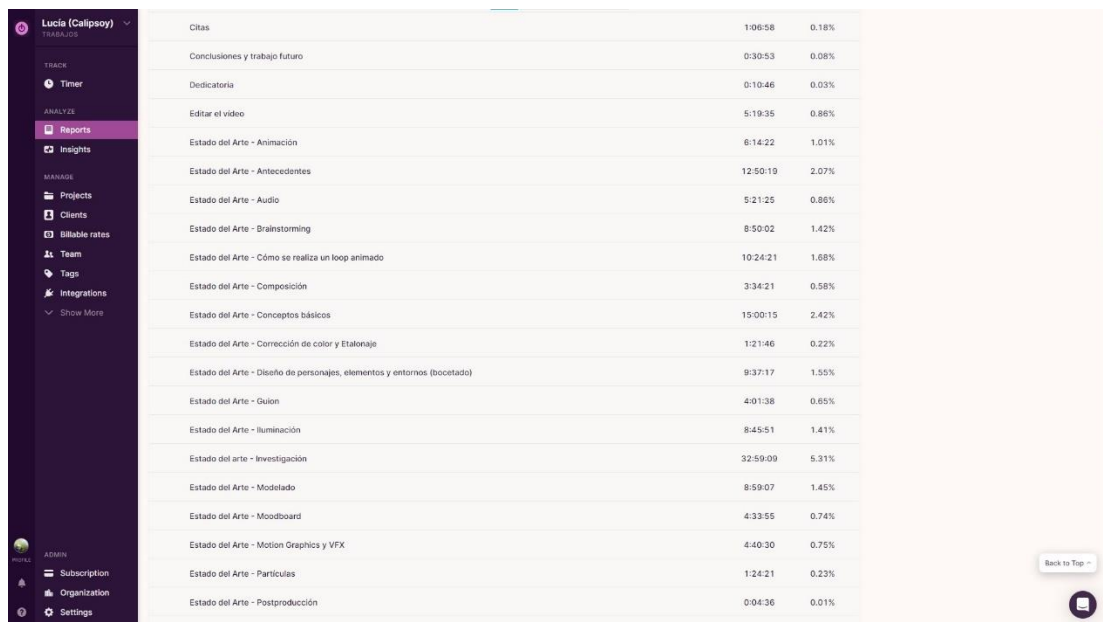 Lucía (Calipsoy)
TRABAJOS
TRACK
Timer
ANALYZE
Reports
Insights
MANAGE
Projects
Clients
Billable rates
Team
Tags
Integrations
Show More
PROFILE
ADMIN
Subscription
Organization
Settings
Citas 1:06:58 0.18%
Conclusiones y trabajo futuro 0:30:53 0.08%
Dedicatoria 0:10:46 0.03%
Editar el vídeo 5:19:35 0.86%
Estado del Arte - Animación 6:14:22 1.01%
Estado del Arte - Antecedentes 12:50:19 2.07%
Estado del Arte - Audio 5:21:25 0.86%
Estado del Arte - Brainstorming 8:50:02 1.42%
Estado del Arte - Cómo se realiza un loop animado 10:24:21 1.68%
Estado del Arte - Composición 3:34:21 0.58%
Estado del Arte - Conceptos básicos 15:00:15 2.42%
Estado del Arte - Corrección de color y Etalonaje 1:21:46 0.22%
Estado del Arte - Diseño de personajes, elementos y entornos (bocetado) 9:37:17 1.55%
Estado del Arte - Guion 4:01:38 0.65%
Estado del Arte - Iluminación 8:45:51 1.41%
Estado del arte - Investigación 32:59:09 5.31%
Estado del Arte - Modelado 8:59:07 1.45%
Estado del Arte - Moodboard 4:33:55 0.74%
Estado del Arte - Motion Graphics y VFX 4:40:30 0.75%
Estado del Arte - Partículas 1:24:21 0.23%
Estado del Arte - Postproducción 0:04:36 0.01%
Back to Top